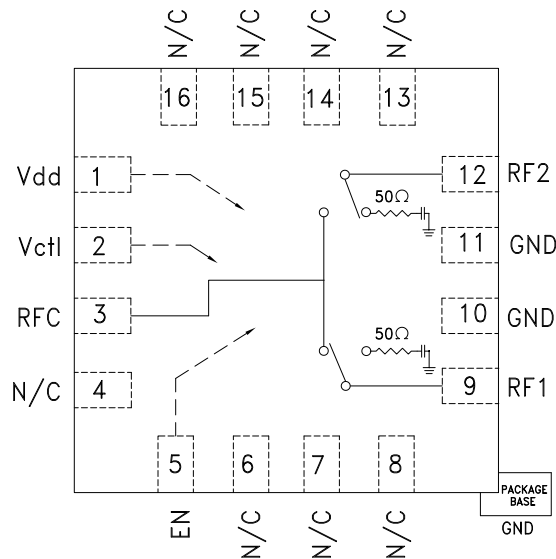 N/C N/C N/C N/C
16 15 14 13
Vdd 1
12 RF2
50Ω
Vctl 2
11 GND
RFC 3
10 GND
50Ω
N/C 4
9 RF1
5 6 7 8
EN N/C N/C N/C
PACKAGE
BASE
GND